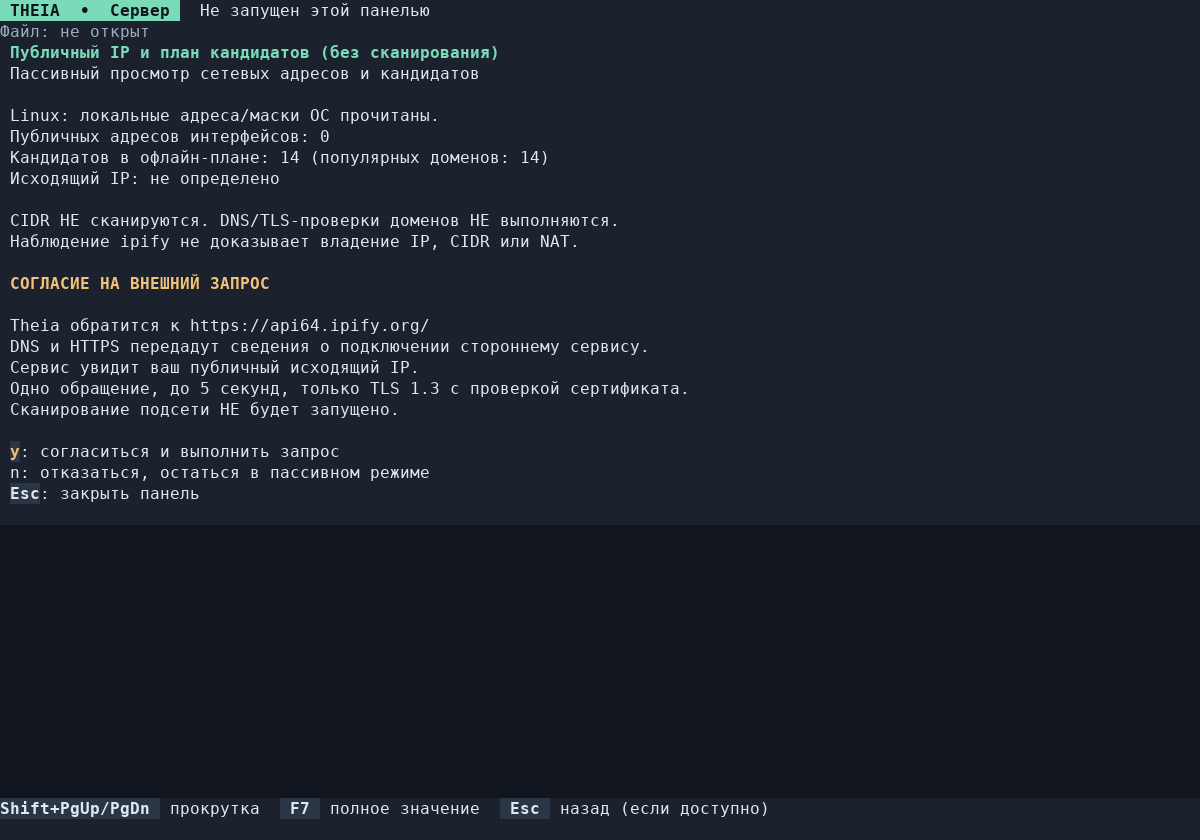 THEIA • Сервер Не запущен этой панелью
Файл: не открыт
Публичный IP и план кандидатов (без сканирования)
Пассивный просмотр сетевых адресов и кандидатов
Linux: локальные адреса/маски ОС прочитаны.
Публичных адресов интерфейсов: 0
Кандидатов в офлайн-плане: 14 (популярных доменов: 14)
Исходящий IP: не определено
CIDR НЕ сканируются. DNS/TLS-проверки доменов НЕ выполняются.
Наблюдение ipify не доказывает владение IP, CIDR или NAT.
СОГЛАСИЕ НА ВНЕШНИЙ ЗАПРОС
Theia обратится к https://api64.ipify.org/
DNS и HTTPS передадут сведения о подключении стороннему сервису.
Сервис увидит ваш публичный исходящий IP.
Одно обращение, до 5 секунд, только TLS 1.3 с проверкой сертификата.
Сканирование подсети НЕ будет запущено.
y: согласиться и выполнить запрос
n: отказаться, остаться в пассивном режиме
Esc: закрыть панель
Shift+PgUp/PgDn прокрутка F7 полное значение Esc назад (если доступно)